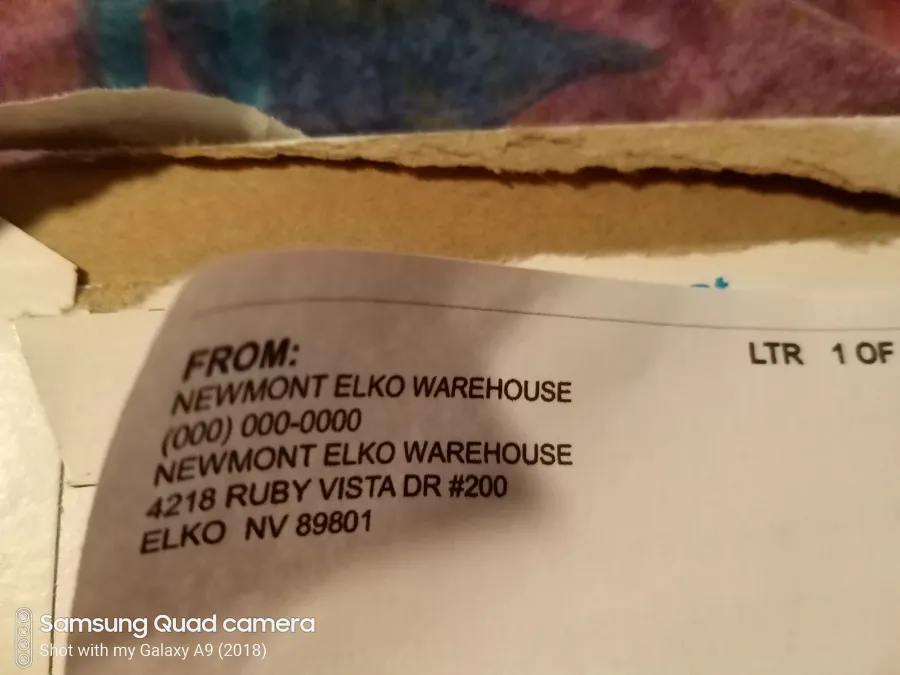 FROM:
NEWMONT ELKO WAREHOUSE
(000) 000-0000
NEWMONT ELKO WAREHOUSE
4218 RUBY VISTA DR #200
ELKO NV 89801
LTR 1 OF
Samsung Quad camera
Shot with my Galaxy A9 (2018)